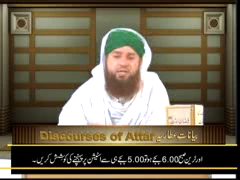 Discourses of Attar بیانات عطاریہ
اور ٹرین صبح 6.00 بجے ہو تو 5.00 بجے ہی سے اسٹیشن پر پہنچنے کی کوشش کریں۔